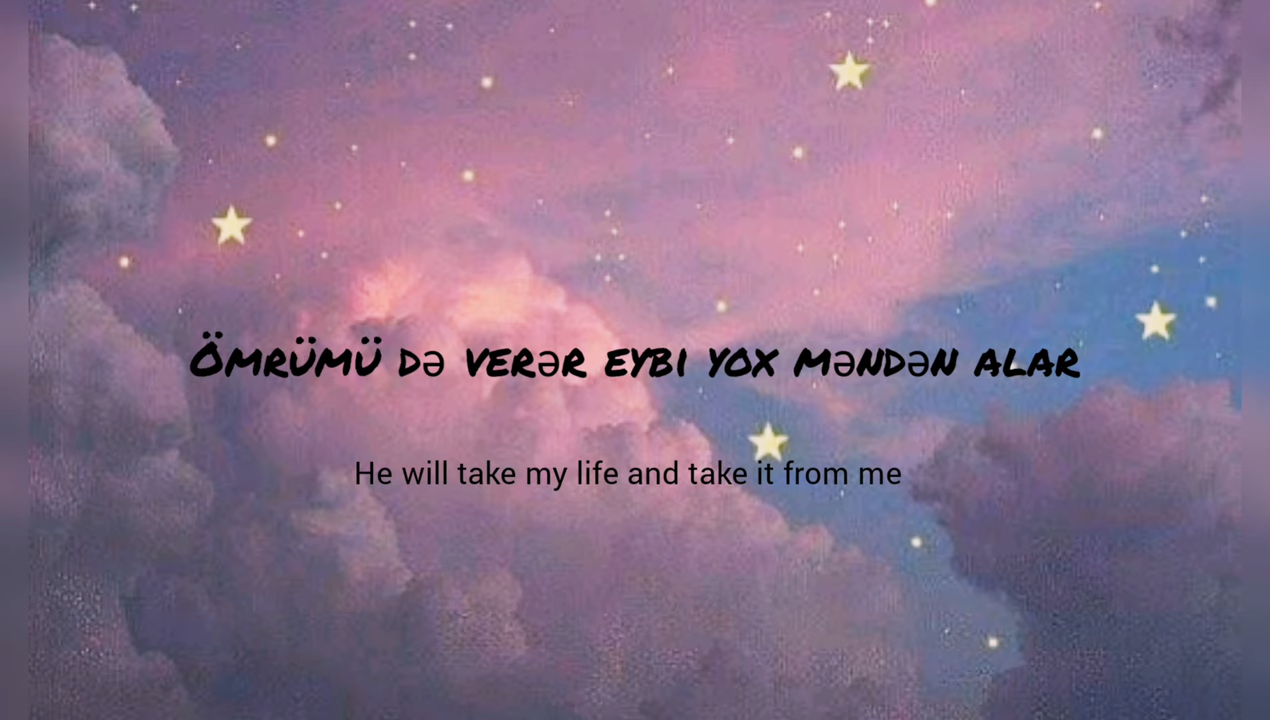 Ömrümü də verər eybi yox məndən alar
He will take my life and take it from me